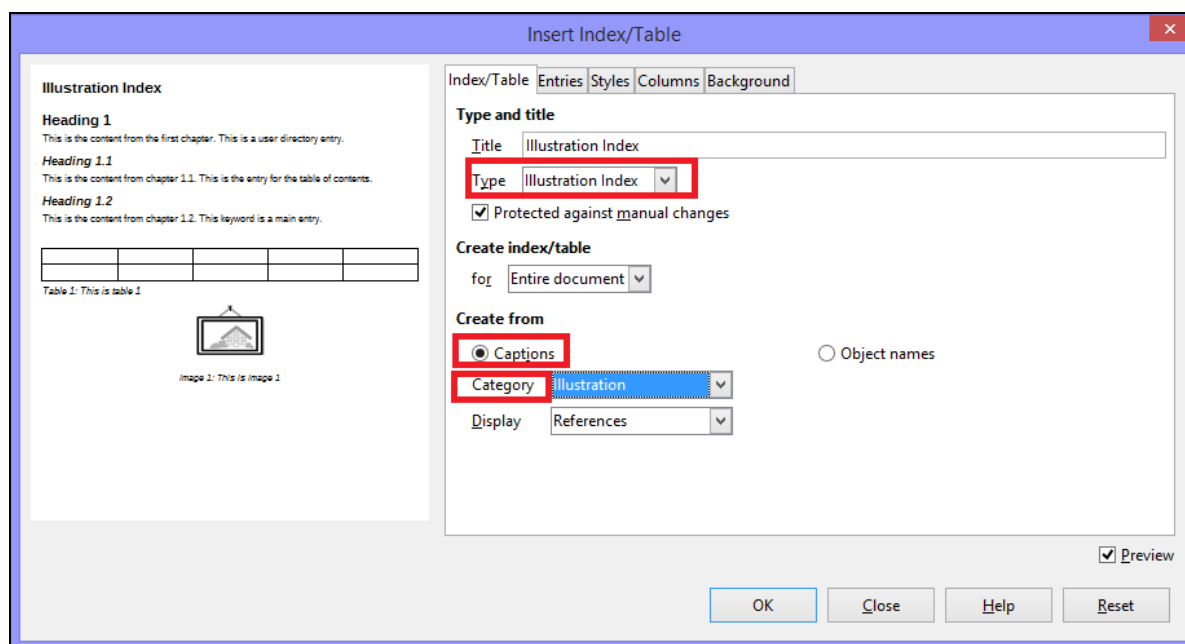 Insert Index/Table
Illustration Index
Heading 1
This is the content from the first chapter. This is a user directory entry.
Heading 1.1
This is the content from chapter 1.1. This is the entry for the table of contents.
Heading 1.2
This is the content from chapter 1.2. This keyword is a main entry.
Table 1: This is table 1
Image 1: This is image 1
Index/Table Entries Styles Columns Background
Type and title
Title Illustration Index
Type Illustration Index
Protected against manual changes
Create index/table
for Entire document
Create from
Captions Object names
Category Illustration
Display References
Preview
OK Close Help Reset